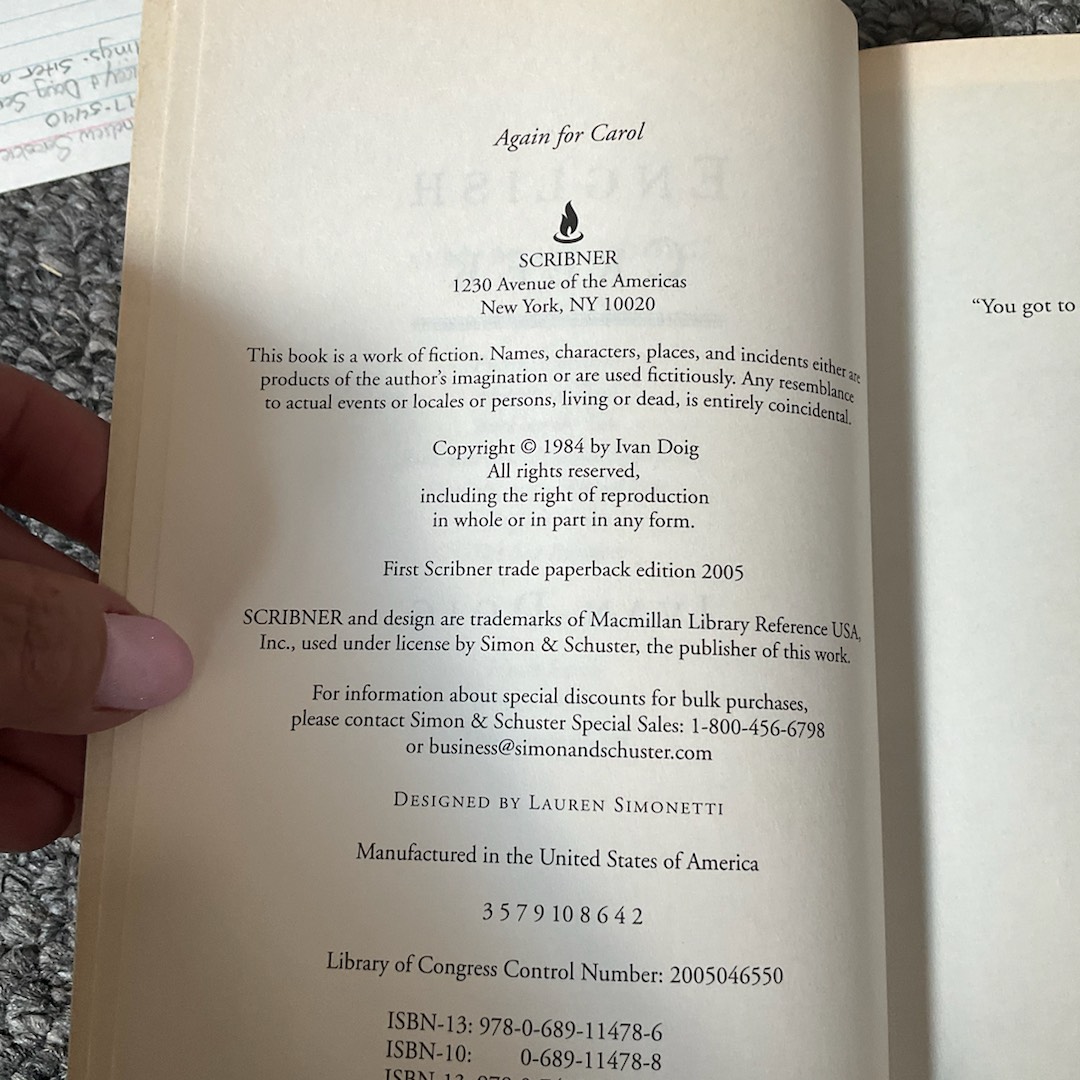 Again for Carol
SCRIBNER
1230 Avenue of the Americas
New York, NY 10020
This book is a work of fiction. Names, characters, places, and incidents either are
products of the author's imagination or are used fictitiously. Any resemblance
to actual events or locales or persons, living or dead, is entirely coincidental.
Copyright © 1984 by Ivan Doig
All rights reserved,
including the right of reproduction
in whole or in part in any form.
First Scribner trade paperback edition 2005
SCRIBNER and design are trademarks of Macmillan Library Reference USA,
Inc., used under license by Simon & Schuster, the publisher of this work.
For information about special discounts for bulk purchases,
please contact Simon & Schuster Special Sales: 1-800-456-6798
or business@simonandschuster.com
DESIGNED BY LAUREN SIMONETTI
Manufactured in the United States of America
3 5 7 9 10 8 6 4 2
Library of Congress Control Number: 2005046550
ISBN-13: 978-0-689-11478-6
ISBN-10: 0-689-11478-8
"You got to